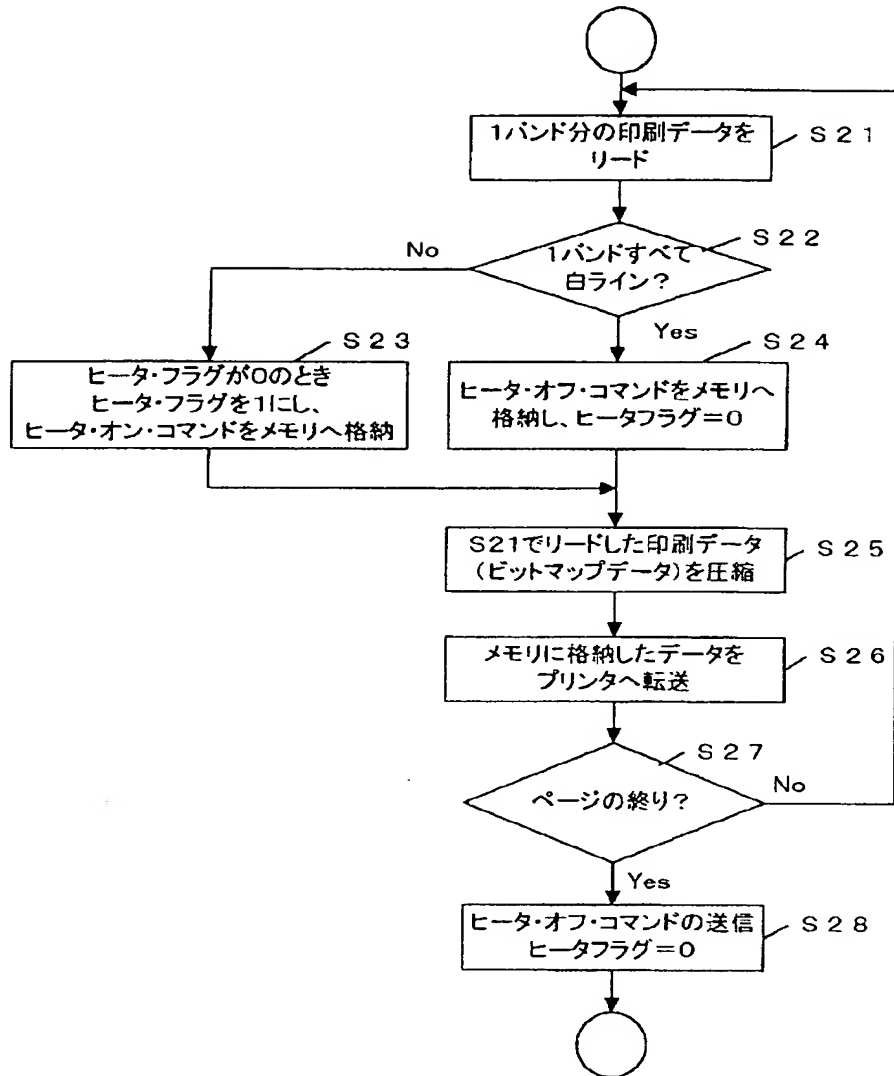 1バンド分の印刷データを
リード
S21
1バンドすべて
白ライン?
S22
No
Yes
S23
ヒータ・フラグが0のとき
ヒータ・フラグを1にし、
ヒータ・オン・コマンドをメモリへ格納
S24
ヒータ・オフ・コマンドをメモリへ
格納し、ヒータフラグ=0
S21でリードした印刷データ
(ビットマップデータ)を圧縮
S25
メモリに格納したデータを
プリンタへ転送
S26
S27
ページの終り?
No
Yes
ヒータ・オフ・コマンドの送信
ヒータフラグ=0
S28